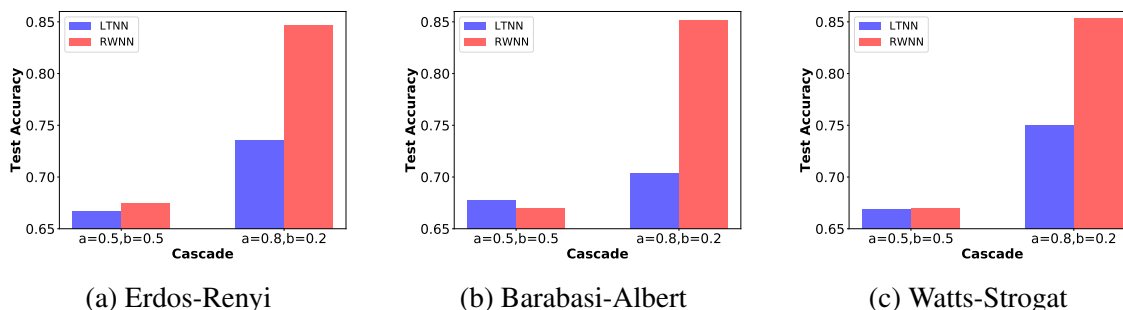 LTNN
RWNN
0.85
0.80
0.75
0.70
0.65
Test Accuracy
a=0.5,b=0.5
a=0.8,b=0.2
Cascade
(a) Erdos-Renyi
LTNN
RWNN
0.85
0.80
0.75
0.70
0.65
Test Accuracy
a=0.5,b=0.5
a=0.8,b=0.2
Cascade
(b) Barabasi-Albert
LTNN
RWNN
0.85
0.80
0.75
0.70
0.65
Test Accuracy
a=0.5,b=0.5
a=0.8,b=0.2
Cascade
(c) Watts-Strogat